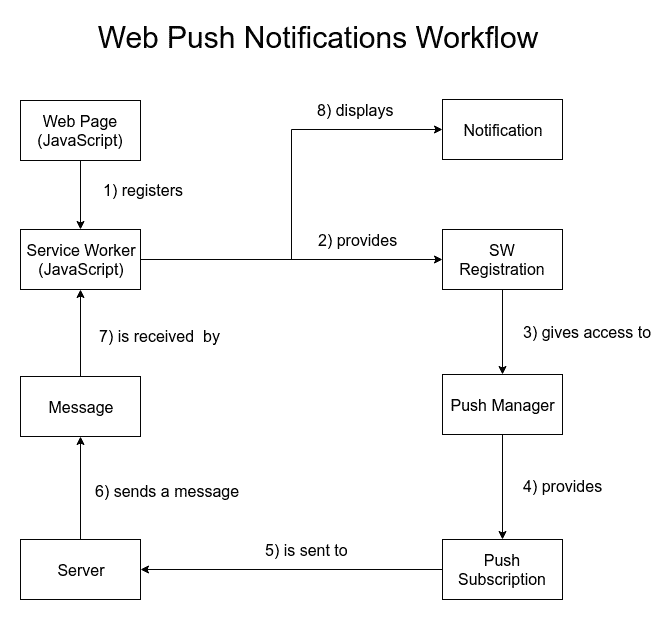 Web Push Notifications Workflow
8) displays
Web Page
(JavaScript)
Notification
1) registers
2) provides
Service Worker
(JavaScript)
SW
Registration
7) is received by
3) gives access to
Message
Push Manager
6) sends a message
4) provides
5) is sent to
Server
Push
Subscription